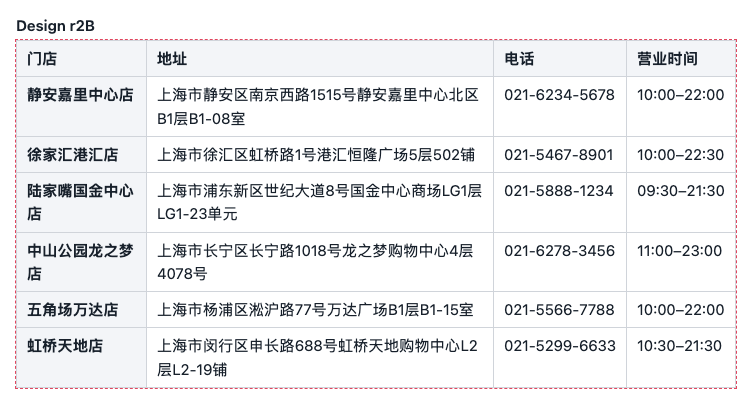 Design r2B
门店 地址 电话 营业时间
静安嘉里中心店 上海市静安区南京西路1515号静安嘉里中心北区 021-6234-5678 10:00–22:00
B1层B1-08室
徐家汇港汇店 上海市徐汇区虹桥路1号港汇恒隆广场5层502铺 021-5467-8901 10:00–22:30
陆家嘴国金中心 上海市浦东新区世纪大道8号国金中心商场LG1层 021-5888-1234 09:30–21:30
店 LG1-23单元
中山公园龙之梦 上海市长宁区长宁路1018号龙之梦购物中心4层 021-6278-3456 11:00–23:00
店 4078号
五角场万达店 上海市杨浦区淞沪路77号万达广场B1层B1-15室 021-5566-7788 10:00–22:00
虹桥天地店 上海市闵行区申长路688号虹桥天地购物中心L2 021-5299-6633 10:30–21:30
层L2-19铺